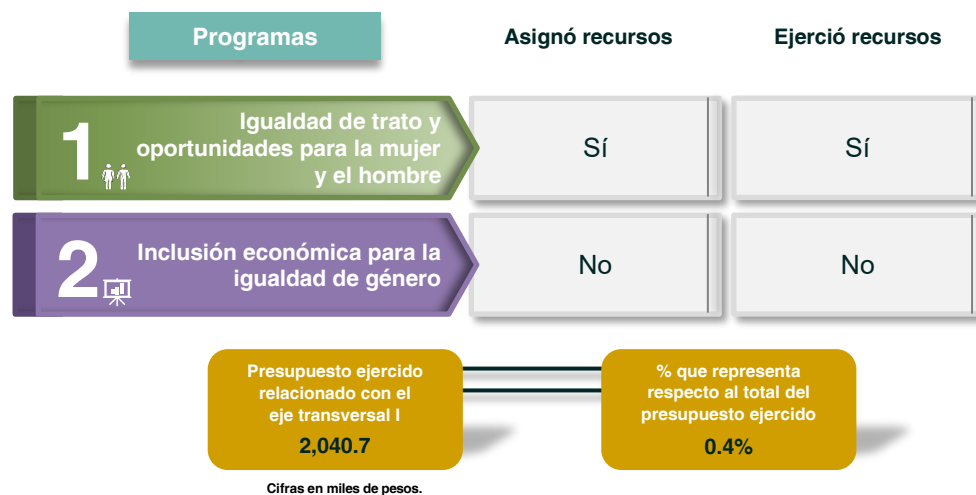 Programas
Asignó recursos
Ejerció recursos
1
Igualdad de trato y
oportunidades para la mujer
y el hombre
Sí
Sí
2
Inclusión económica para la
igualdad de género
No
No
Presupuesto ejercido
relacionado con el
eje transversal I
2,040.7
% que representa
respecto al total del
presupuesto ejercido
0.4%
Cifras en miles de pesos.